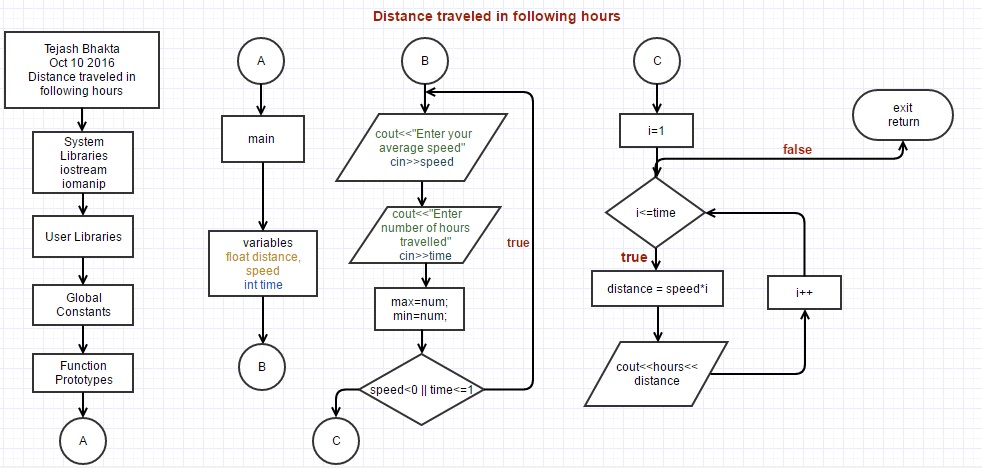 Distance traveled in following hours
Tejash Bhakta
Oct 10 2016
Distance traveled in
following hours
System
Libraries
iostream
iomanip
User Libraries
Global
Constants
Function
Prototypes
A
A
main
variables
float distance,
speed
int time
B
B
cout<<"Enter your
average speed"
cin>>speed
cout<<"Enter
number of hours
travelled"
cin>>time
max=num;
min=num;
speed<0 || time<=1
true
C
C
i=1
i<=time
false
exit
return
true
distance = speed*i
cout<<hours<<
distance
i++